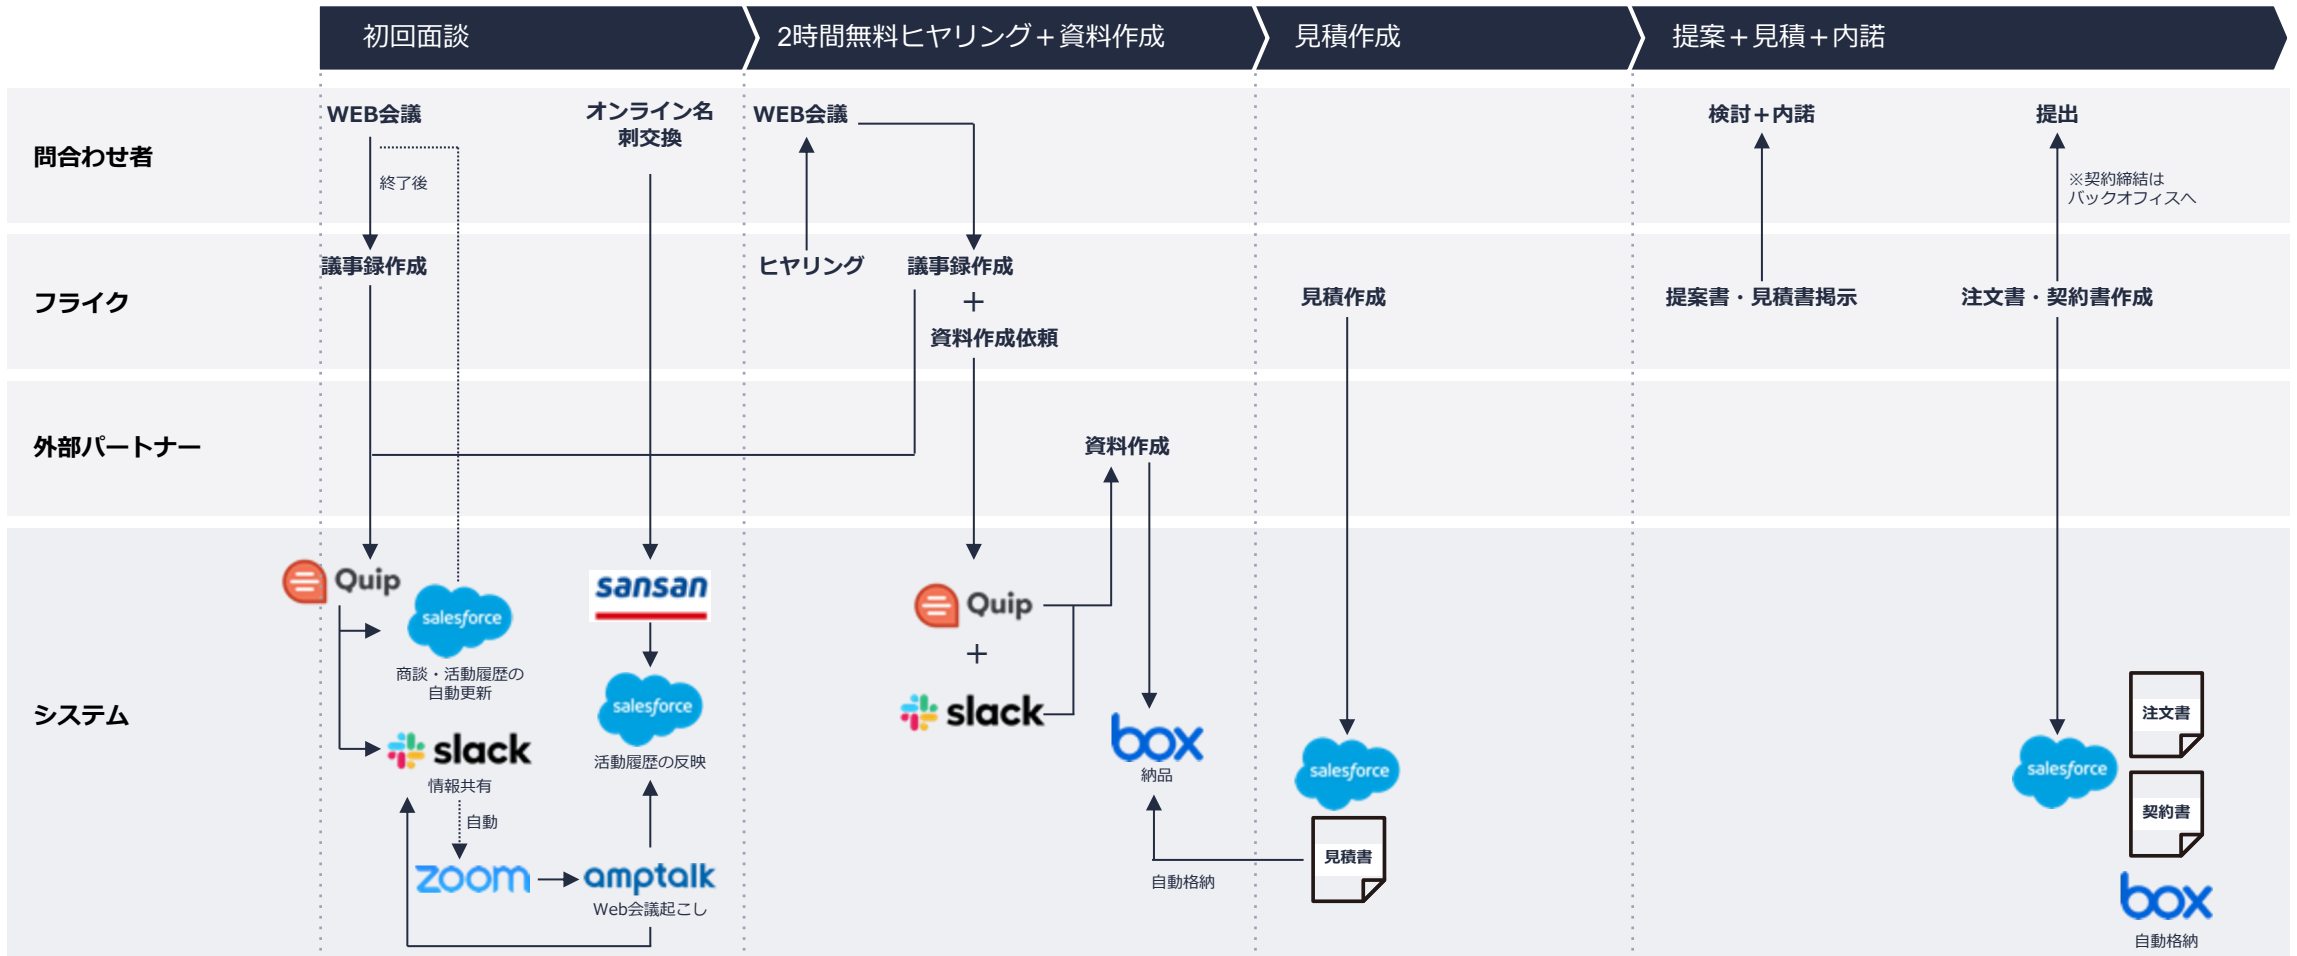 初回面談
2時間無料ヒヤリング＋資料作成
見積作成
提案＋見積＋内諾
問合わせ者
WEB会議
終了後
オンライン名
刺交換
WEB会議
検討＋内諾
提出
※契約締結は
バックオフィスへ
フライク
議事録作成
ヒヤリング
議事録作成
＋
資料作成依頼
見積作成
提案書・見積書掲示
注文書・契約書作成
外部パートナー
資料作成
システム
Quip
salesforce
商談・活動履歴の
自動更新
slack
情報共有
自動
zoom
sansan
salesforce
活動履歴の反映
amptalk
Web会議起こし
Quip
＋
slack
box
納品
自動格納
salesforce
見積書
salesforce
注文書
契約書
box
自動格納